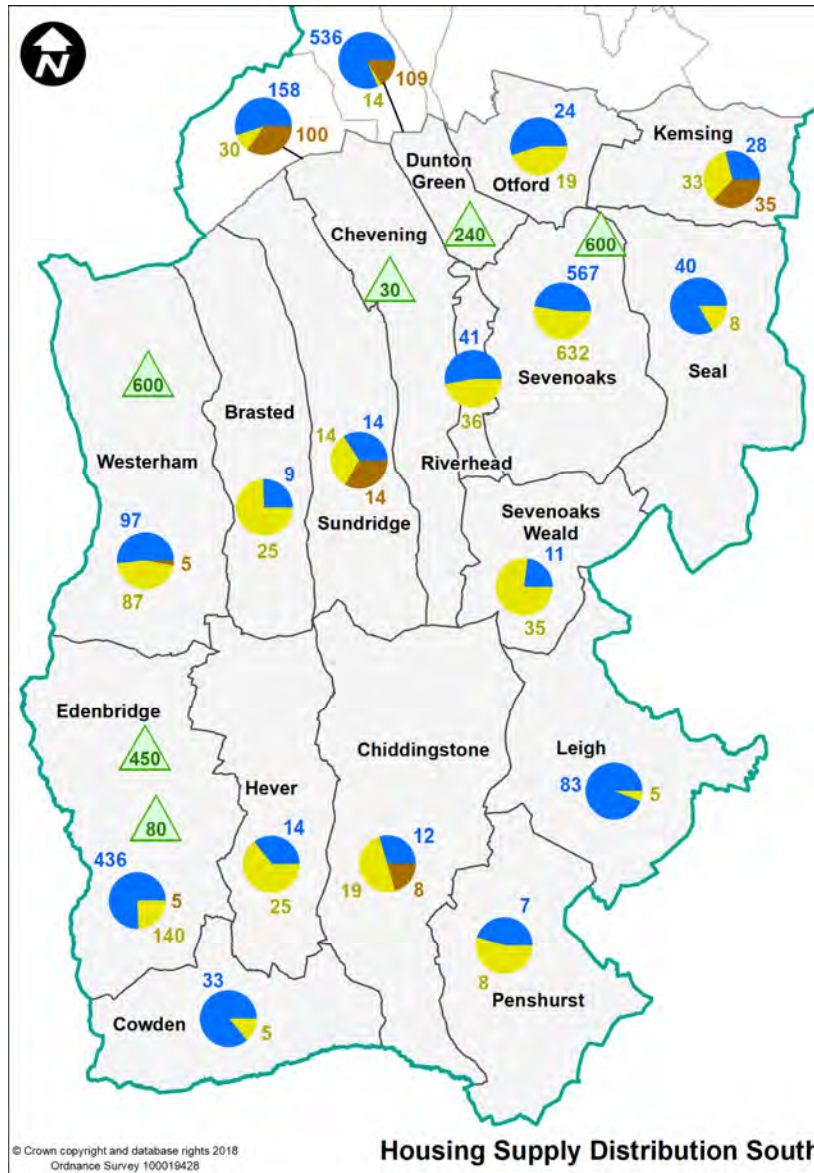 N
536
109
14
158
100
30
Dunton
Green
24
Otford
19
Kemsing
28
33
35
Chevening
240
30
600
567
632
Sevenoaks
40
8
Seal
41
36
Riverhead
600
Westerham
97
5
87
Brasted
9
25
14
14
14
Sundridge
Sevenoaks
Weald
11
35
Edenbridge
450
80
436
5
140
Hever
14
25
Chiddingstone
12
19
8
Leigh
83
5
7
8
Penshurst
33
Cowden
5
© Crown copyright and database rights 2018
Ordnance Survey 100019428
Housing Supply Distribution South